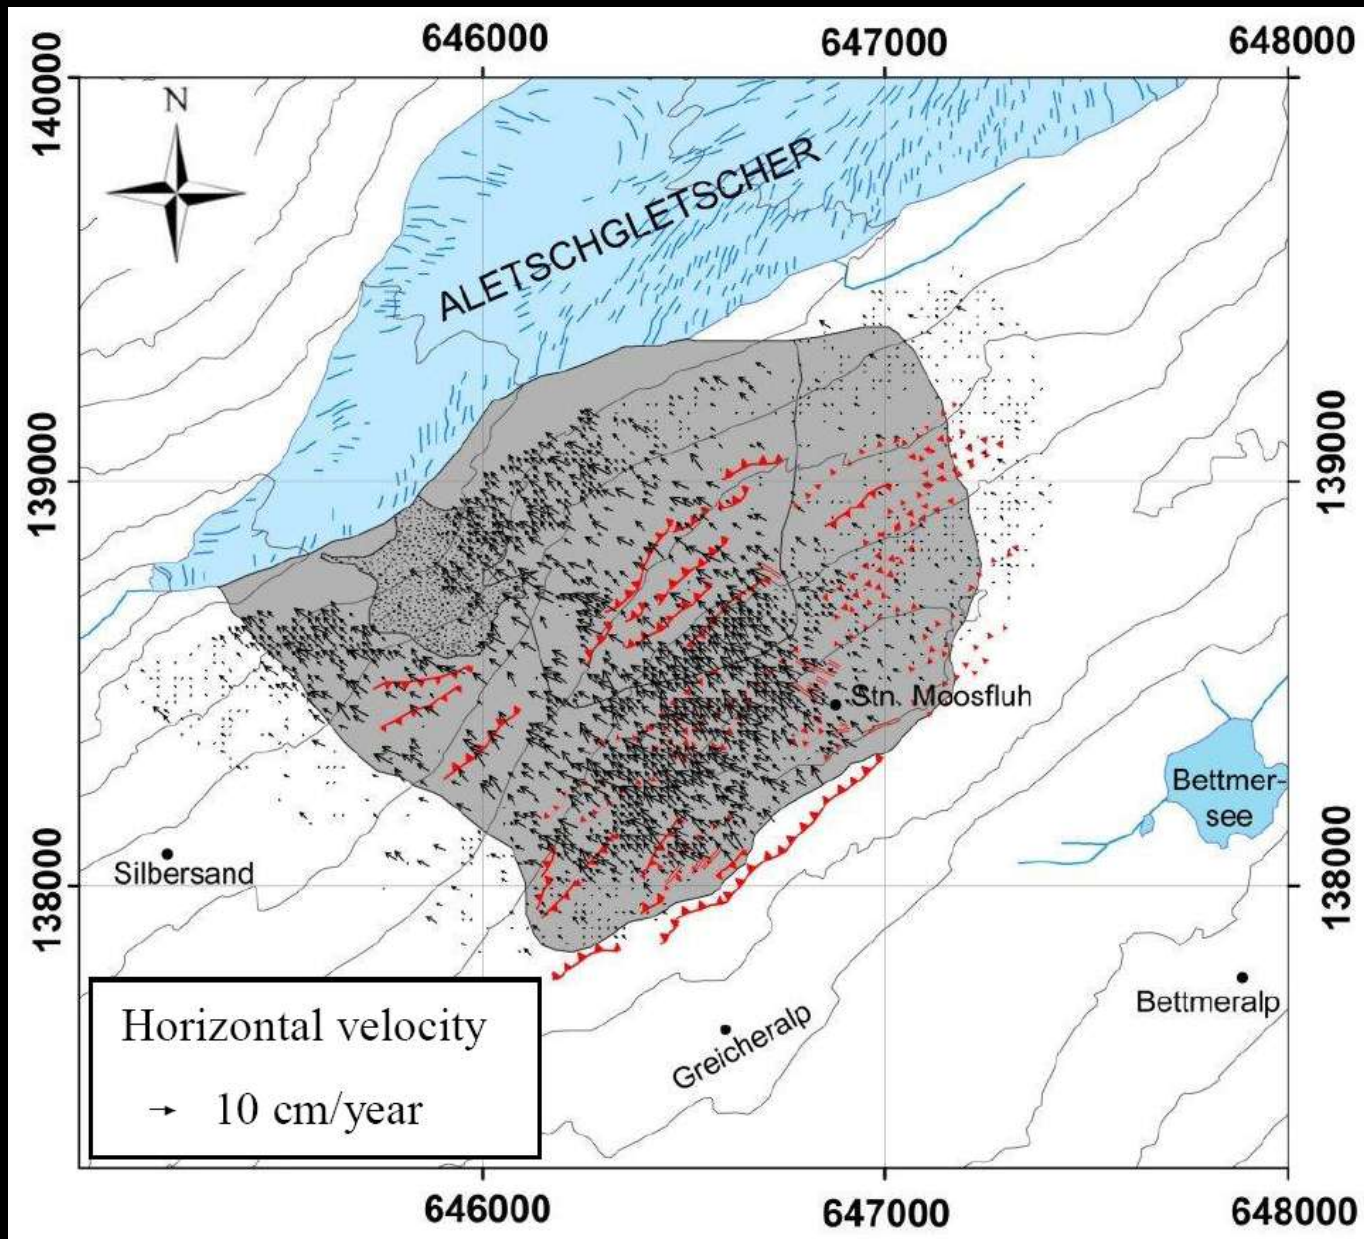 646000
647000
648000
140000
N
ALETSCHGLETSCHER
139000
139000
Stn. Moosfluh
Bettmer-
see
Silbersand
138000
138000
Bettmeralp
Greicheralp
Horizontal velocity
10 cm/year
646000
647000
648000